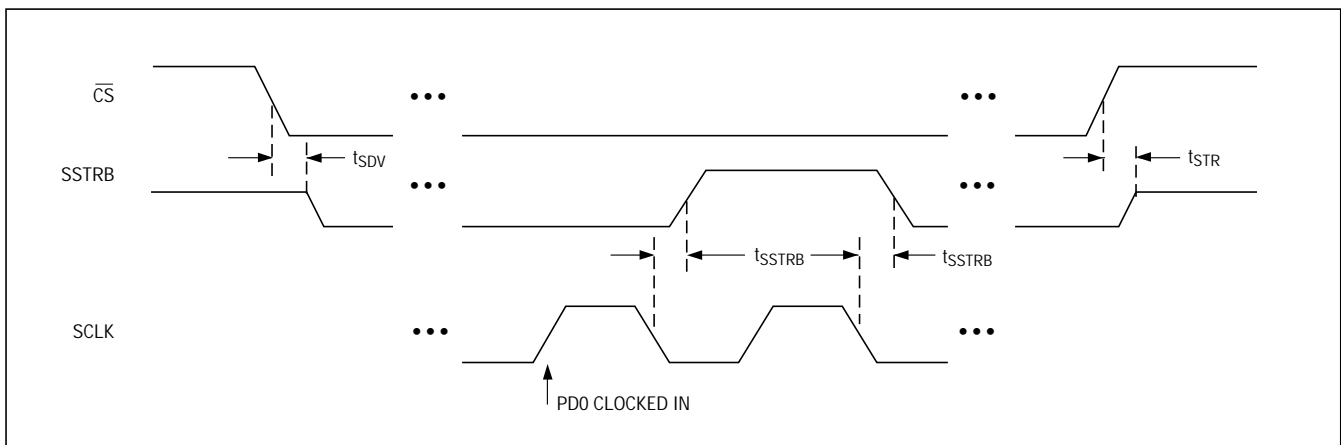 CS
tSDV
SSTRB
tSTR
tSSTRB
tSSTRB
SCLK
PD0 CLOCKED IN